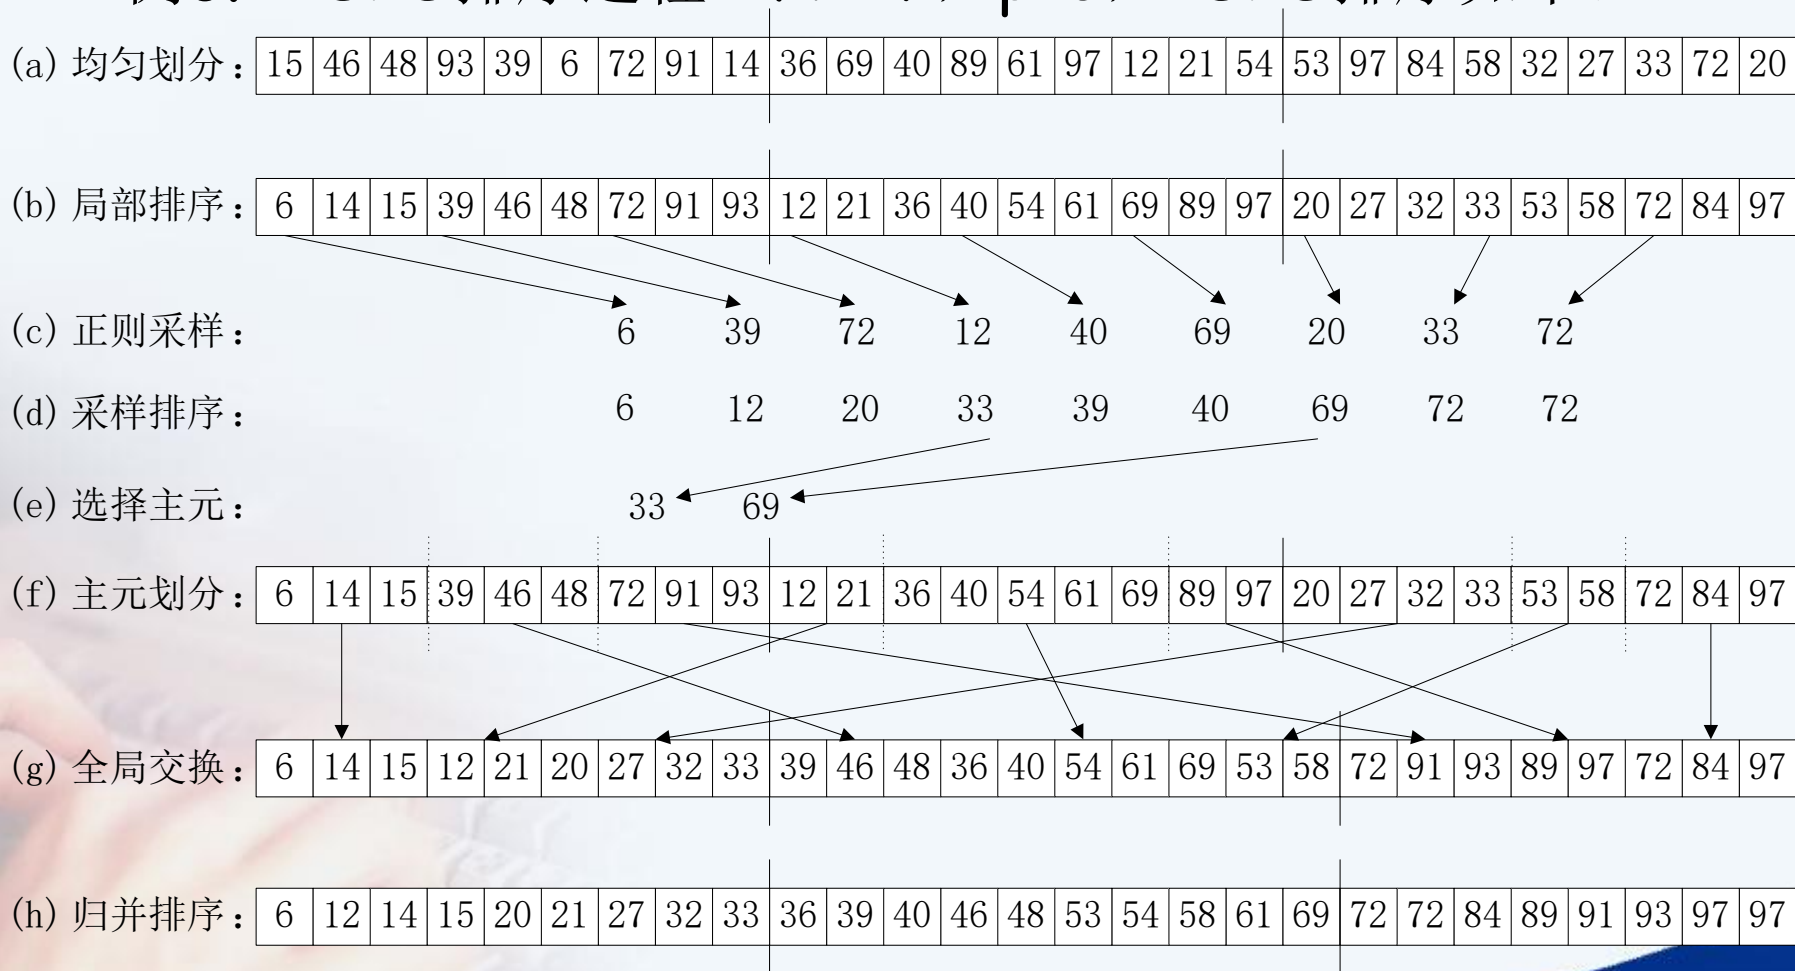 (a) 均匀划分: 15 46 48 93 39 6 72 91 14 36 69 40 89 61 97 12 21 54 53 97 84 58 32 27 33 72 20
(b) 局部排序: 6 14 15 39 46 48 72 91 93 12 21 36 40 54 61 69 89 97 20 27 32 33 53 58 72 84 97
(c) 正则采样: 6 39 72 12 40 69 20 33 72
(d) 采样排序: 6 12 20 33 39 40 69 72 72
(e) 选择主元: 33 69
(f) 主元划分: 6 14 15 39 46 48 72 91 93 12 21 36 40 54 61 69 89 97 20 27 32 33 53 58 72 84 97
(g) 全局交换: 6 14 15 12 21 20 27 32 33 39 46 48 36 40 54 61 69 53 58 72 91 93 89 97 72 84 97
(h) 归并排序: 6 12 14 15 20 21 27 32 33 36 39 40 46 48 53 54 58 61 69 72 72 84 89 91 93 97 97